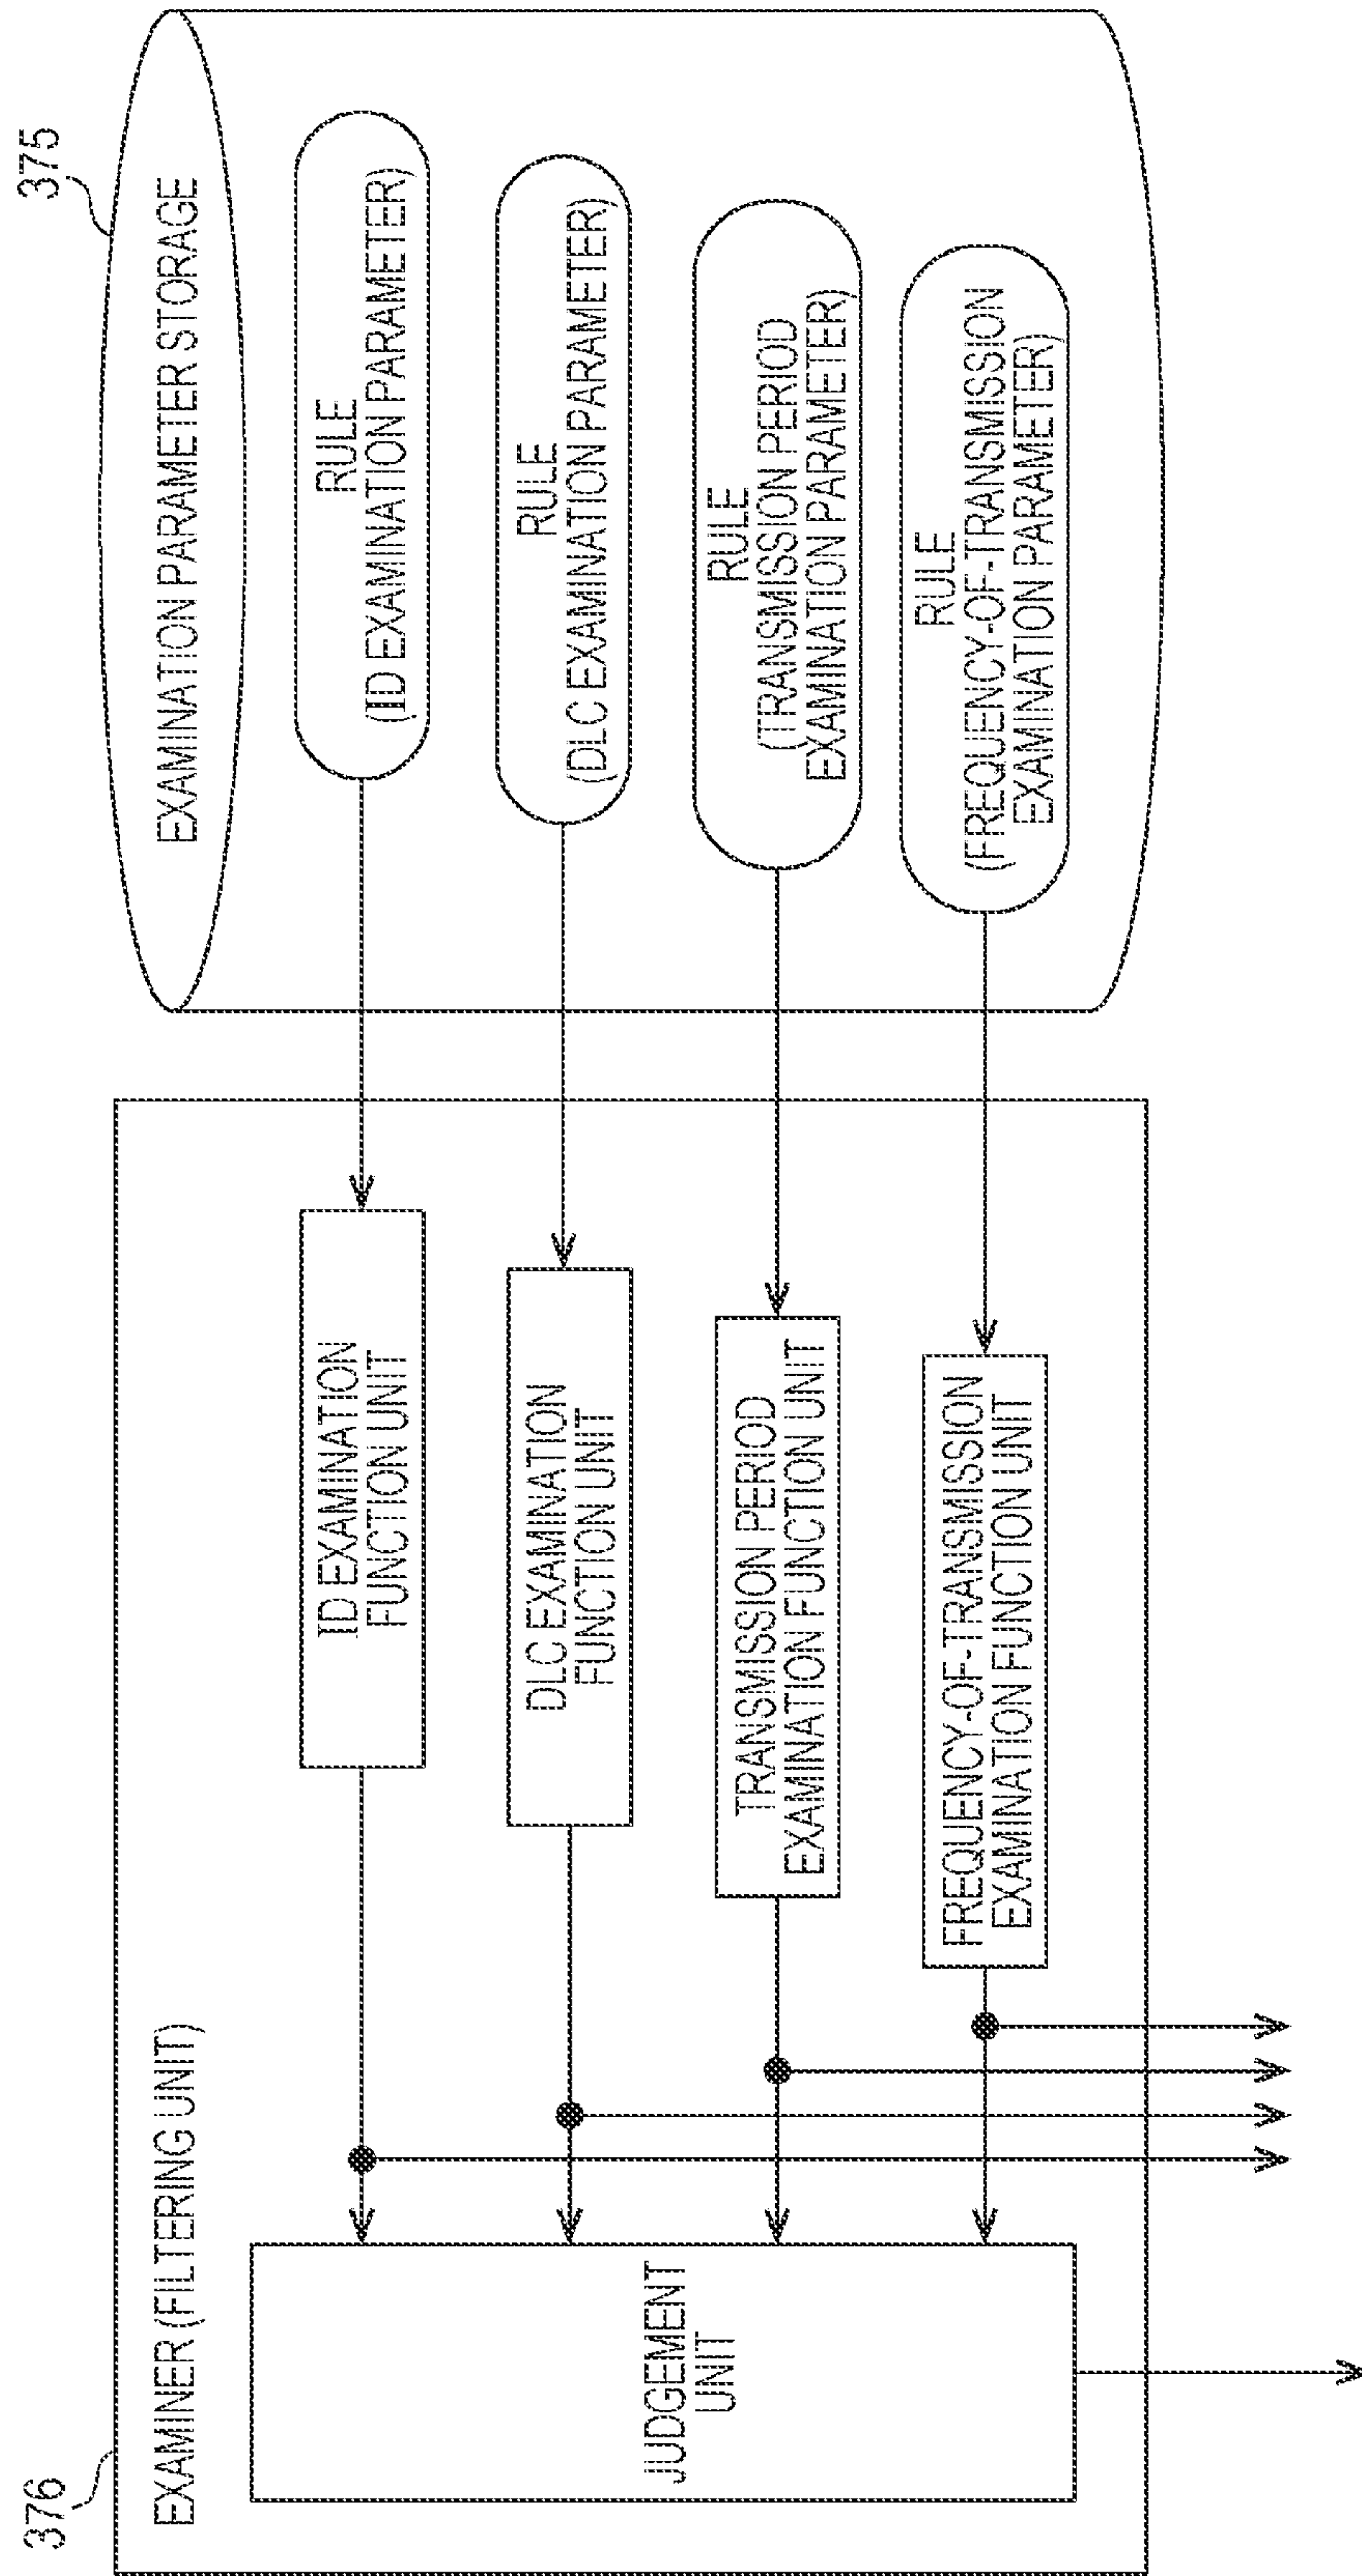 376
EXAMINER (FILTERING UNIT)
JUDGEMENT
UNIT
ID EXAMINATION
FUNCTION UNIT
DLC EXAMINATION
FUNCTION UNIT
TRANSMISSION PERIOD
EXAMINATION FUNCTION UNIT
FREQUENCY-OF-TRANSMISSION
EXAMINATION FUNCTION UNIT
375
EXAMINATION PARAMETER STORAGE
RULE
(ID EXAMINATION PARAMETER)
RULE
(DLC EXAMINATION PARAMETER)
RULE
(TRANSMISSION PERIOD
EXAMINATION PARAMETER)
RULE
(FREQUENCY-OF-TRANSMISSION
EXAMINATION PARAMETER)